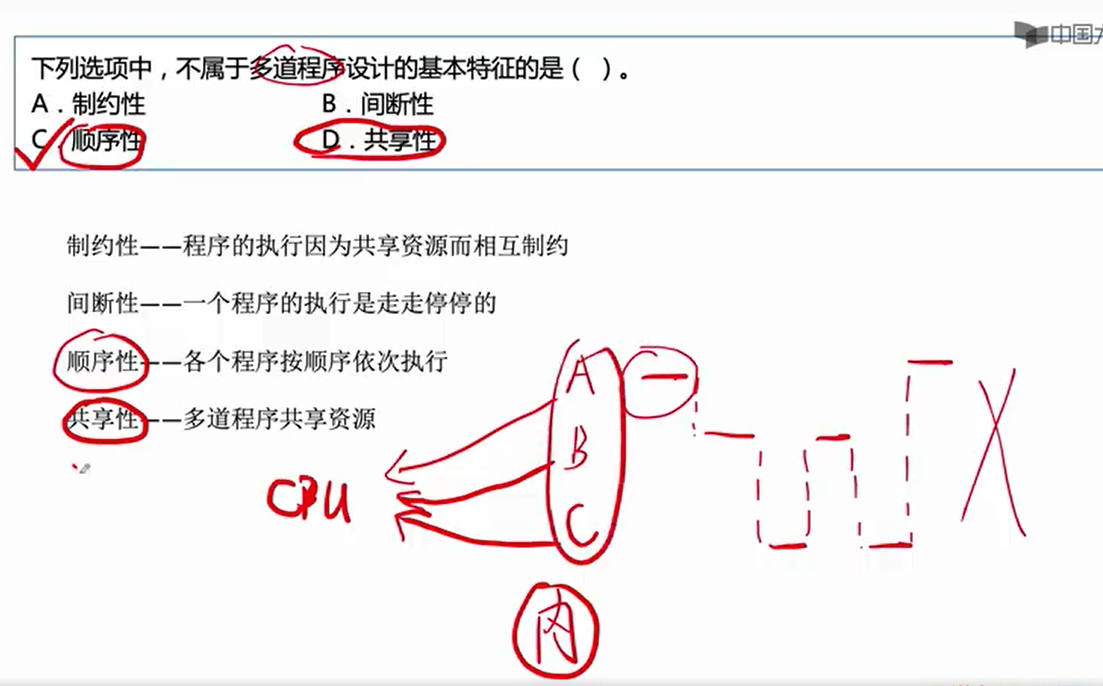 中国大
下列选项中，不属于多道程序设计的基本特征的是（ ）。
A．制约性 B．间断性
C．顺序性 D．共享性
制约性——程序的执行因为共享资源而相互制约
间断性——一个程序的执行是走走停停的
顺序性——各个程序按顺序依次执行
共享性——多道程序共享资源
A
B
CPU
C
内